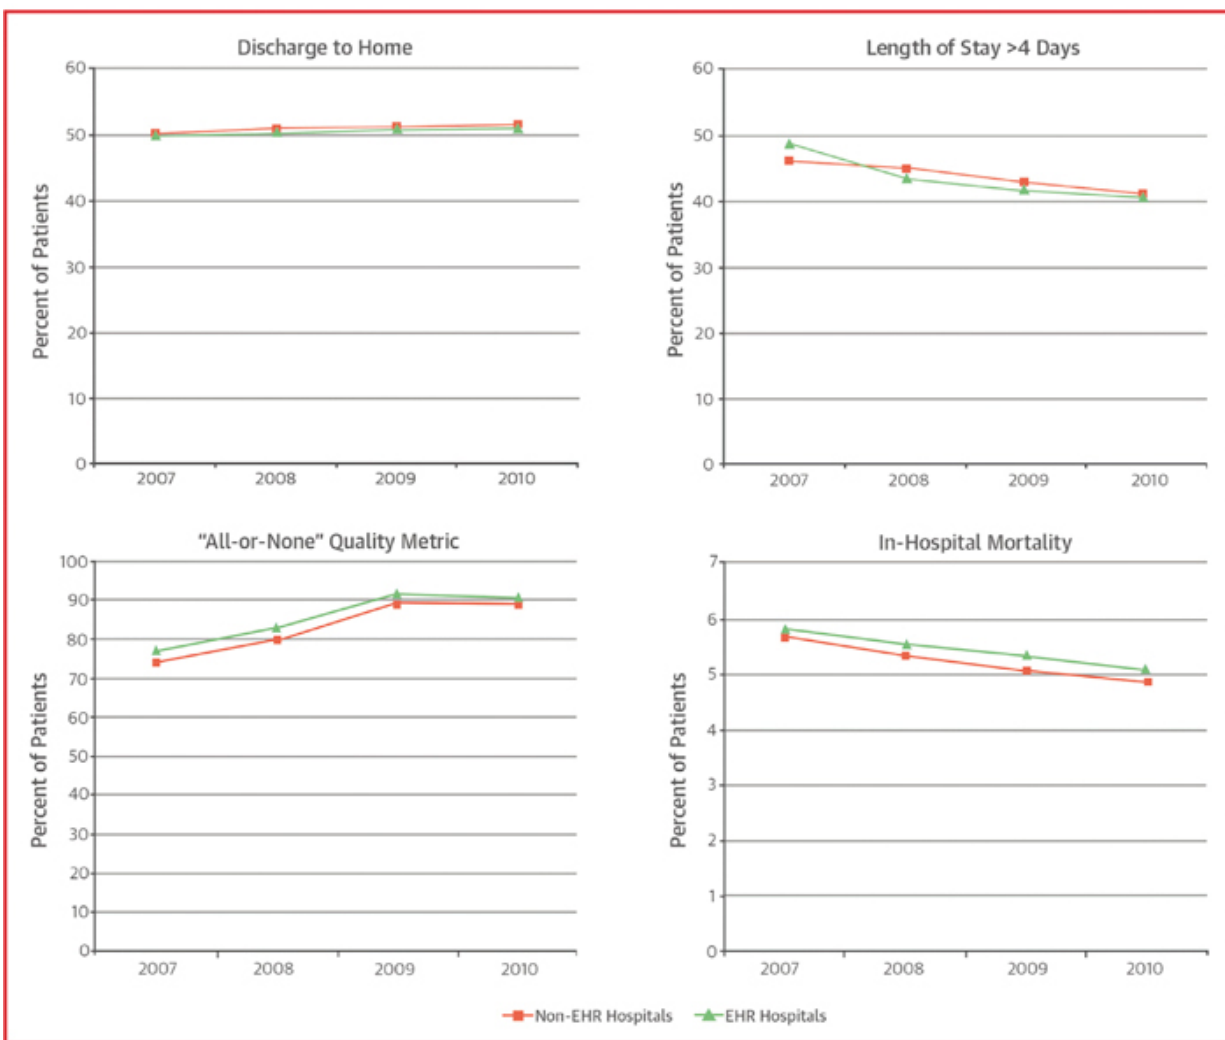 Discharge to Home
Percent of Patients
60
50
40
30
20
10
0
2007 2008 2009 2010
Length of Stay >4 Days
Percent of Patients
60
50
40
30
20
10
0
2007 2008 2009 2010
"All-or-None" Quality Metric
Percent of Patients
100
90
80
70
60
50
40
30
20
10
0
2007 2008 2009 2010
In-Hospital Mortality
Percent of Patients
7
6
5
4
3
2
1
0
2007 2008 2009 2010
Non-EHR Hospitals EHR Hospitals